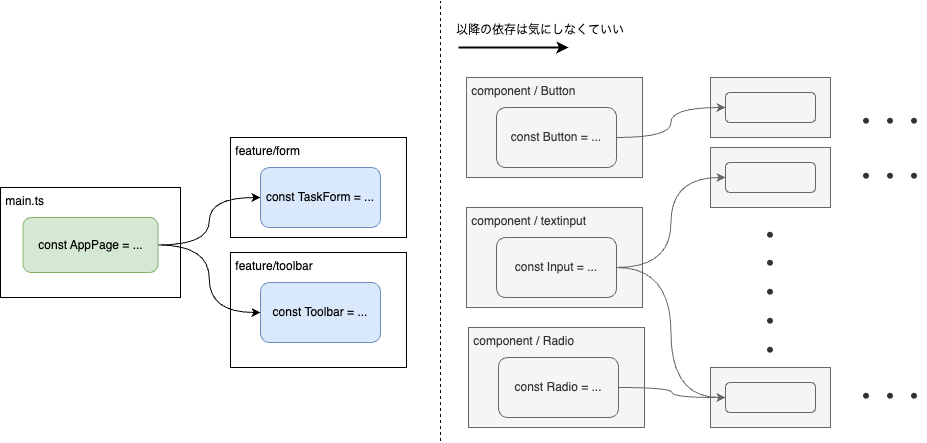 以降の依存は気にしなくていい
main.ts
const AppPage = ...
feature/form
const TaskForm = ...
feature/toolbar
const Toolbar = ...
component / Button
const Button = ...
component / textinput
const Input = ...
component / Radio
const Radio = ...